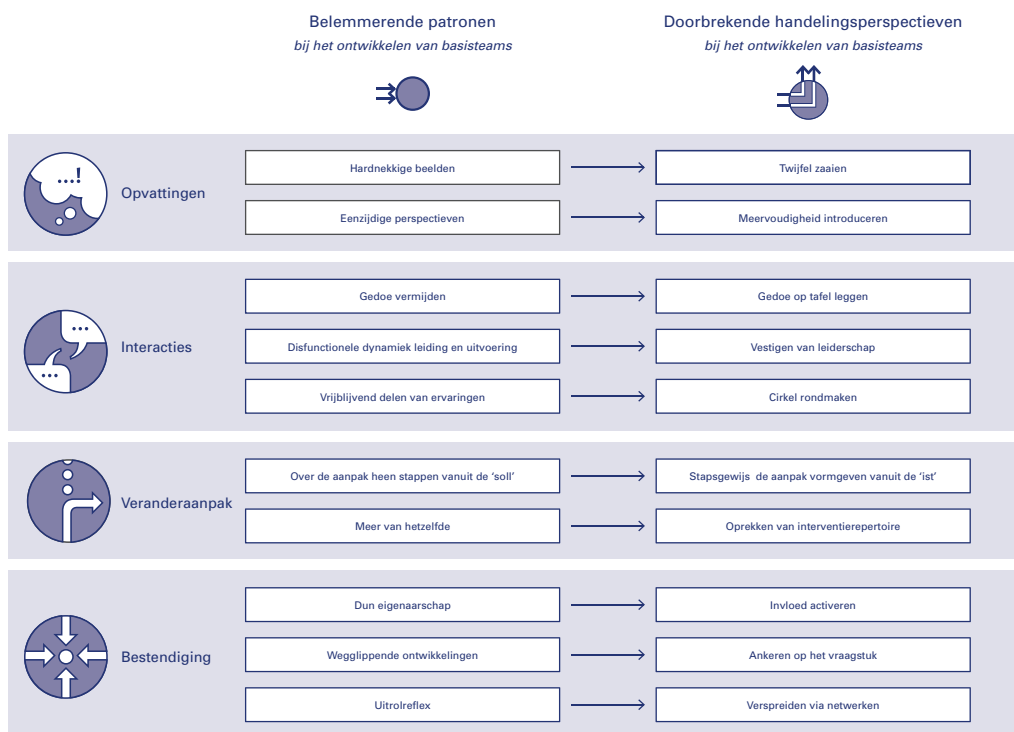 Belemmerende patronen
bij het ontwikkelen van basisteams
Doorbrekende handelingsperspectieven
bij het ontwikkelen van basisteams
...!
Opvattingen
Hardnekkige beelden
Twijfel zaaien
Eenzijdige perspectieven
Meervoudigheid introduceren
...
...
Interacties
Gedoe vermijden
Gedoe op tafel leggen
Disfunctionele dynamiek leiding en uitvoering
Vestigen van leiderschap
Vrijblijvend delen van ervaringen
Cirkel rondmaken
Veranderaanpak
Over de aanpak heen stappen vanuit de ‘soll’
Stapsgewijs de aanpak vormgeven vanuit de ‘ist’
Meer van hetzelfde
Oprekken van interventierepertoire
Bestendiging
Dun eigenaarschap
Invloed activeren
Wegglippende ontwikkelingen
Ankeren op het vraagstuk
Uitrolreflex
Verspreiden via netwerken